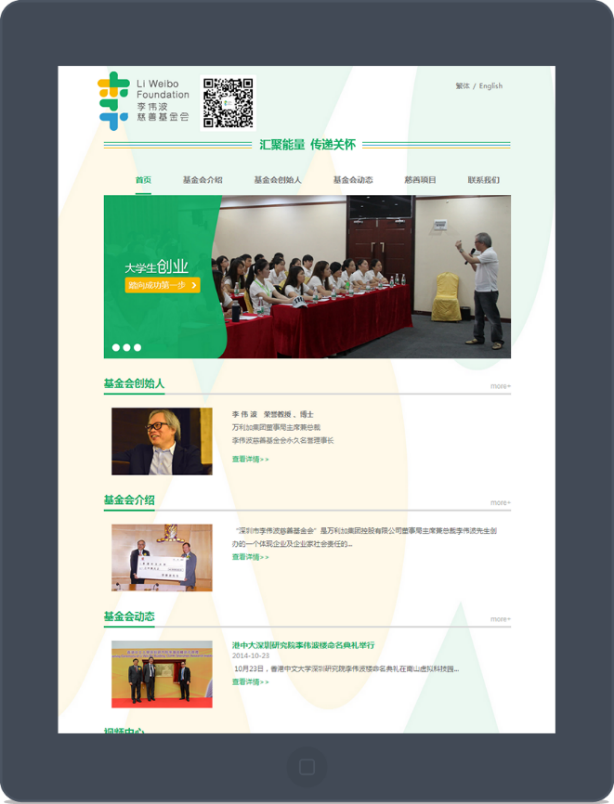 Li Weibo
Foundation
李伟波
慈善基金会
繁体 / English
汇聚能量 传递关怀
首页 基金会介绍 基金会创始人 基金会动态 慈善项目 联系我们
大学生创业
迈向成功第一步 >
基金会创始人
more+
李 伟 波 荣誉教授 、博士
万利加集团董事局主席兼总裁
李伟波慈善基金会永久名誉理事长
查看详情>>
基金会介绍
more+
“深圳市李伟波慈善基金会”是万利加集团控股有限公司董事局主席兼总裁李伟波先生创
办的一个体现企业及企业家社会责任的...
查看详情>>
基金会动态
more+
港中大深圳研究院李伟波楼命名典礼举行
2014-10-23
10月23日，香港中文大学深圳研究院李伟波楼命名典礼在南山虚拟科技园...
查看详情>>
视频中心